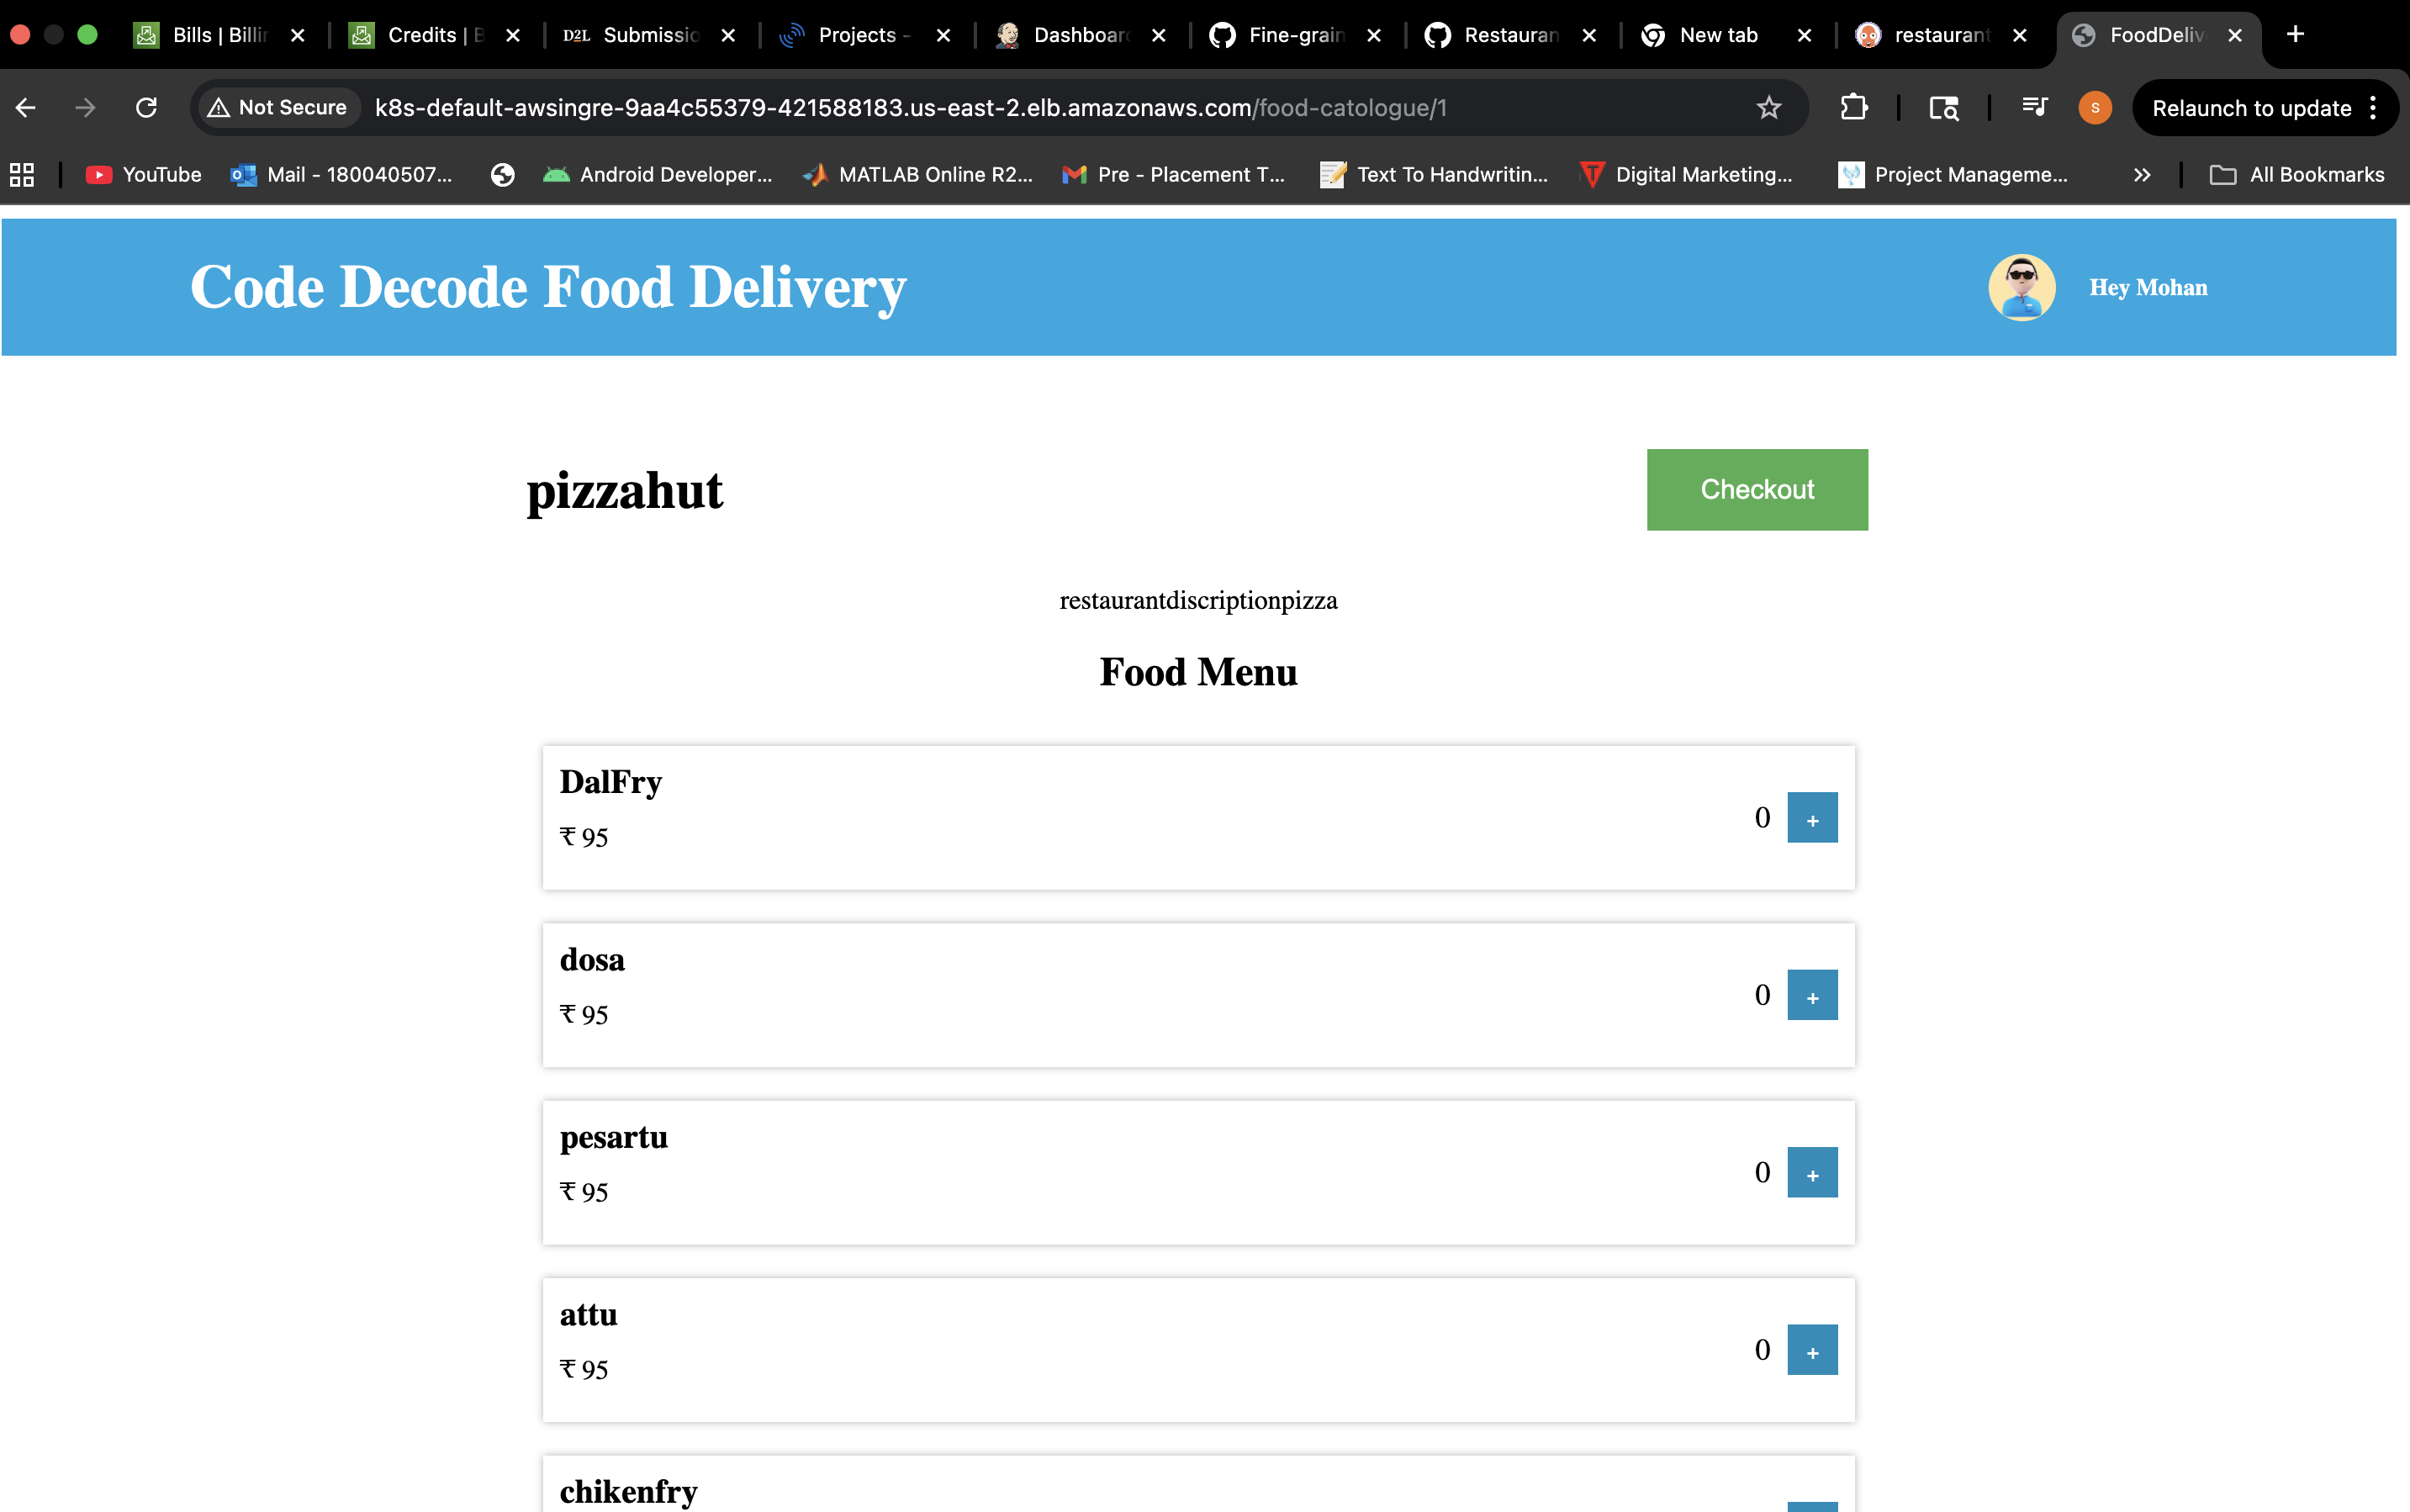 Bills | Billin
Credits | B
D2L Submissio
Projects -
Dashboard
Fine-grain
Restauran
New tab
restaurant
FoodDeliv
Not Secure k8s-default-awsingre-9aa4c55379-421588183.us-east-2.elb.amazonaws.com/food-catologue/1
S
Relaunch to update
YouTube
Mail - 180040507...
Android Developer...
MATLAB Online R2...
Pre - Placement T...
Text To Handwritin...
Digital Marketing...
Project Manageme...
All Bookmarks
Code Decode Food Delivery
Hey Mohan
pizzahut
Checkout
restaurantdiscriptionpizza
Food Menu
DalFry
₹ 95
0 +
dosa
₹ 95
0 +
pesartu
₹ 95
0 +
attu
₹ 95
0 +
chikenfry